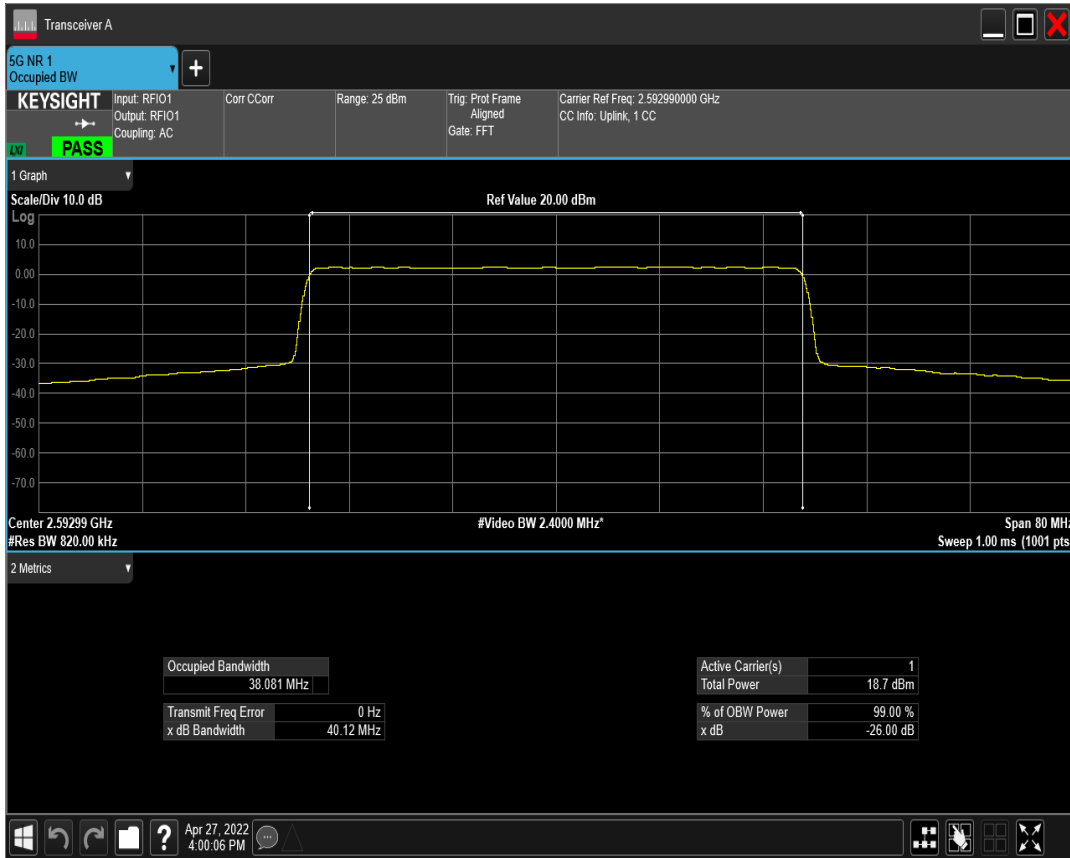 Transceiver A
5G NR 1
Occupied BW
KEYSIGHT
LXI
PASS
Input: RFIO1
Output: RFIO1
Coupling: AC
Corr CCorr
Range: 25 dBm
Trig: Prot Frame
Aligned
Gate: FFT
Carrier Ref Freq: 2.592990000 GHz
CC Info: Uplink, 1 CC
1 Graph
Scale/Div 10.0 dB
Ref Value 20.00 dBm
Log
10.0
0.00
-10.0
-20.0
-30.0
-40.0
-50.0
-60.0
-70.0
Center 2.59299 GHz
#Video BW 2.4000 MHz*
Span 80 MHz
#Res BW 820.00 kHz
Sweep 1.00 ms (1001 pts
2 Metrics
Occupied Bandwidth
38.081 MHz
Transmit Freq Error 0 Hz
x dB Bandwidth 40.12 MHz
Active Carrier(s) 1
Total Power 18.7 dBm
% of OBW Power 99.00 %
x dB -26.00 dB
?
Apr 27, 2022
4:00:06 PM